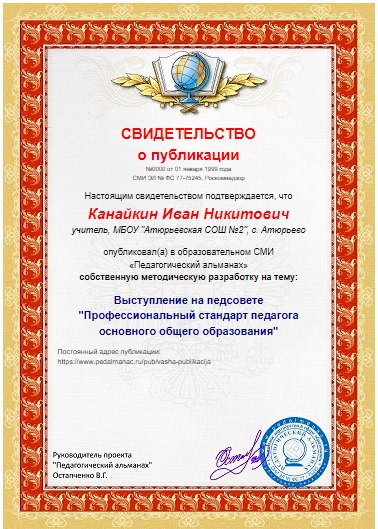 СВИДЕТЕЛЬСТВО
о публикации
№0000 от 01 января 1999 года
СМИ ЭЛ № ФС 77-75245, Роскомнадзор
Настоящим свидетельством подтверждается, что
Канайкин Иван Никитович
учитель, МБОУ "Атюрьевская СОШ №2", с. Атюрьево
опубликовал(а) в образовательном СМИ
«Педагогический альманах»
собственную методическую разработку на тему:
Выступление на педсовете
"Профессиональный стандарт педагога
основного общего образования"
Постоянный адрес публикации:
https://www.pedalmanac.ru/pub/vasha-publikacija
Руководитель проекта
"Педагогический альманах"
Остапченко В.Г.